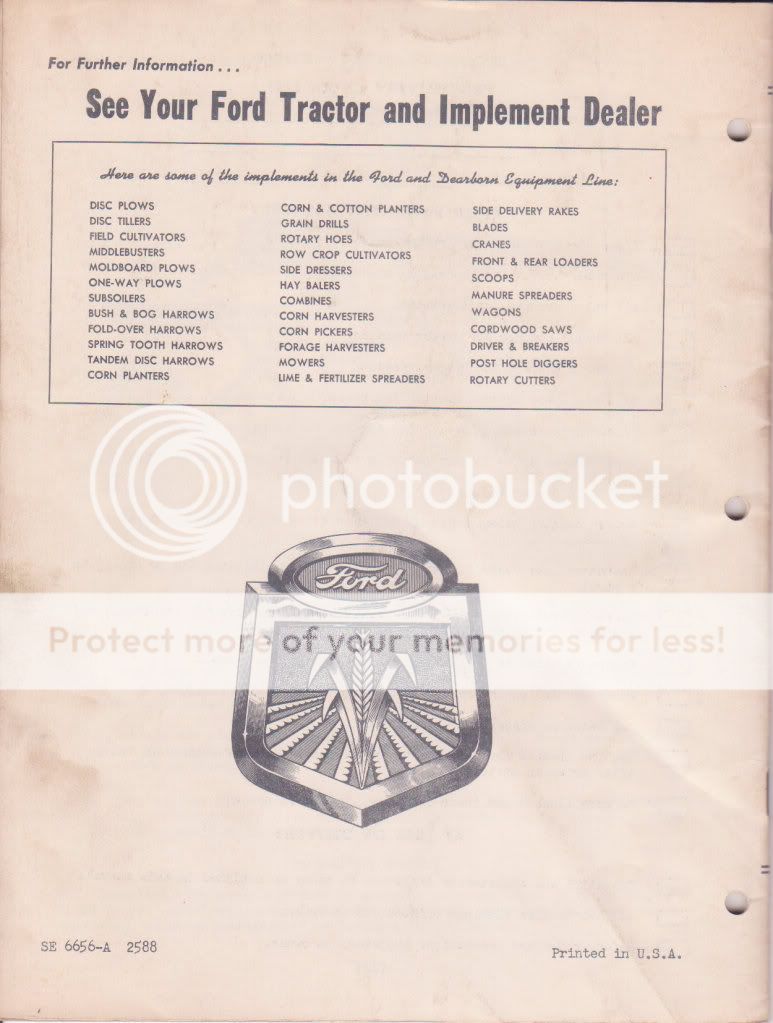 For Further Information . . .
See Your Ford Tractor and Implement Dealer
Here are some of the implements in the Ford and Dearborn Equipment Line:
DISC PLOWS
DISC TILLERS
FIELD CULTIVATORS
MIDDLEBUSTERS
MOLDBOARD PLOWS
ONE-WAY PLOWS
SUBSOILERS
BUSH & BOG HARROWS
FOLD-OVER HARROWS
SPRING TOOTH HARROWS
TANDEM DISC HARROWS
CORN PLANTERS
CORN & COTTON PLANTERS
GRAIN DRILLS
ROTARY HOES
ROW CROP CULTIVATORS
SIDE DRESSERS
HAY BALERS
COMBINES
CORN HARVESTERS
CORN PICKERS
FORAGE HARVESTERS
MOWERS
LIME & FERTILIZER SPREADERS
SIDE DELIVERY RAKES
BLADES
CRANES
FRONT & REAR LOADERS
SCOOPS
MANURE SPREADERS
WAGONS
CORDWOOD SAWS
DRIVER & BREAKERS
POST HOLE DIGGERS
ROTARY CUTTERS
photobucket
Ford
Protect more of your memories for less!
SE 6656-A 2588
Printed in U.S.A.